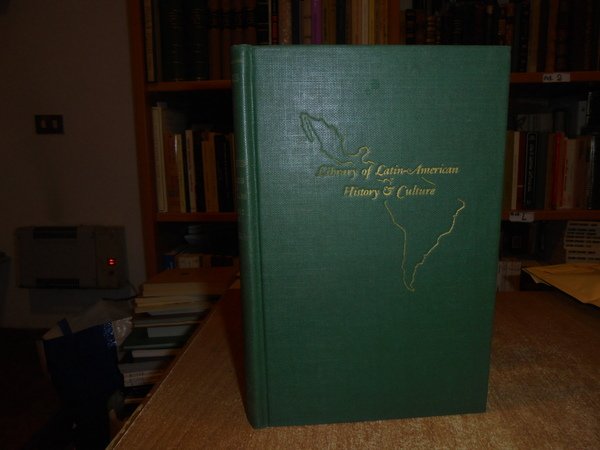 Library of Latin-American
History & Culture